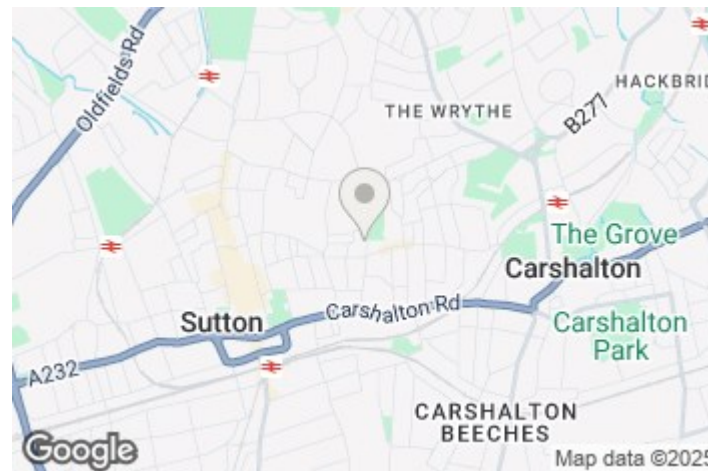 Oldfields Rd
HACKBRID
THE WRYTHE
B277
The Grove
Carshalton
Carshalton Rd
Sutton
Carshalton
Park
A232
CARSHALTON
BEECHES
Google
Map data ©2025